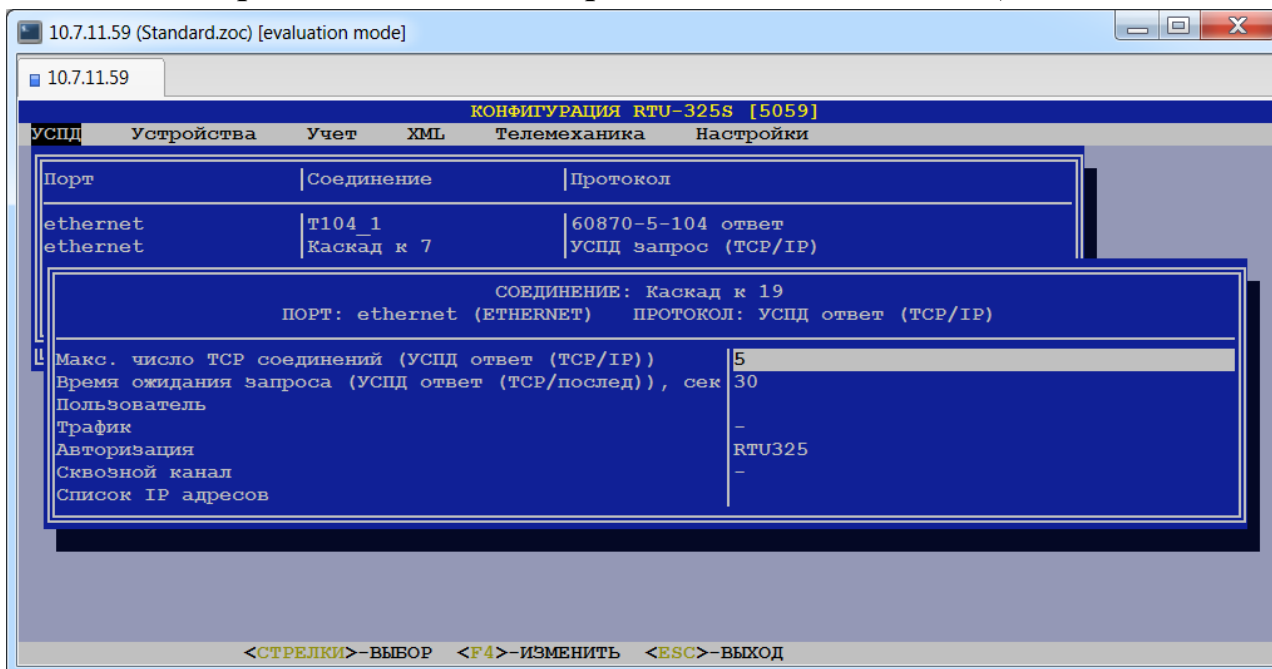 10.7.11.59 (Standard.zoc) [evaluation mode]
10.7.11.59
КОНФИГУРАЦИЯ RTU-325S [5059]
УСПД Устройства Учет XML Телемеханика Настройки
Порт Соединение Протокол
ethernet T104_1 60870-5-104 ответ
ethernet Каскад к 7 УСПД запрос (TCP/IP)
СОЕДИНЕНИЕ: Каскад к 19
ПОРТ: ethernet (ETHERNET) ПРОТОКОЛ: УСПД ответ (TCP/IP)
Макс. число TCP соединений (УСПД ответ (TCP/IP)) 5
Время ожидания запроса (УСПД ответ (TCP/послед)), сек 30
Пользователь
Трафик -
Авторизация RTU325
Сквозной канал -
Список IP адресов
<СТРЕЛКИ>-ВЫБОР <F4>-ИЗМЕНИТЬ <ESC>-ВЫХОД